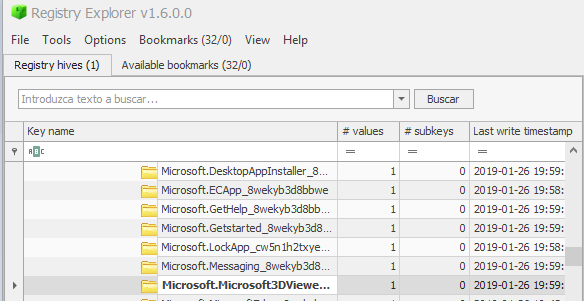 Registry Explorer v1.6.0.0
File Tools Options Bookmarks (32/0) View Help
Registry hives (1) Available bookmarks (32/0)
Introduzca texto a buscar... Buscar
Key name # values # subkeys Last write timestamp
ABC = = =
Microsoft.DesktopAppInstaller_8... 1 0 2019-01-26 19:59:
Microsoft.ECApp_8wekyb3d8bbwe 1 0 2019-01-26 19:58:
Microsoft.GetHelp_8wekyb3d8bb... 1 0 2019-01-26 19:59:
Microsoft.Getstarted_8wekyb3d8... 1 0 2019-01-26 19:59:
Microsoft.LockApp_cw5n1h2txye... 1 0 2019-01-26 19:58:
Microsoft.Messaging_8wekyb3d8... 1 0 2019-01-26 19:59:
Microsoft.Microsoft3DViewe... 1 0 2019-01-26 19:59: